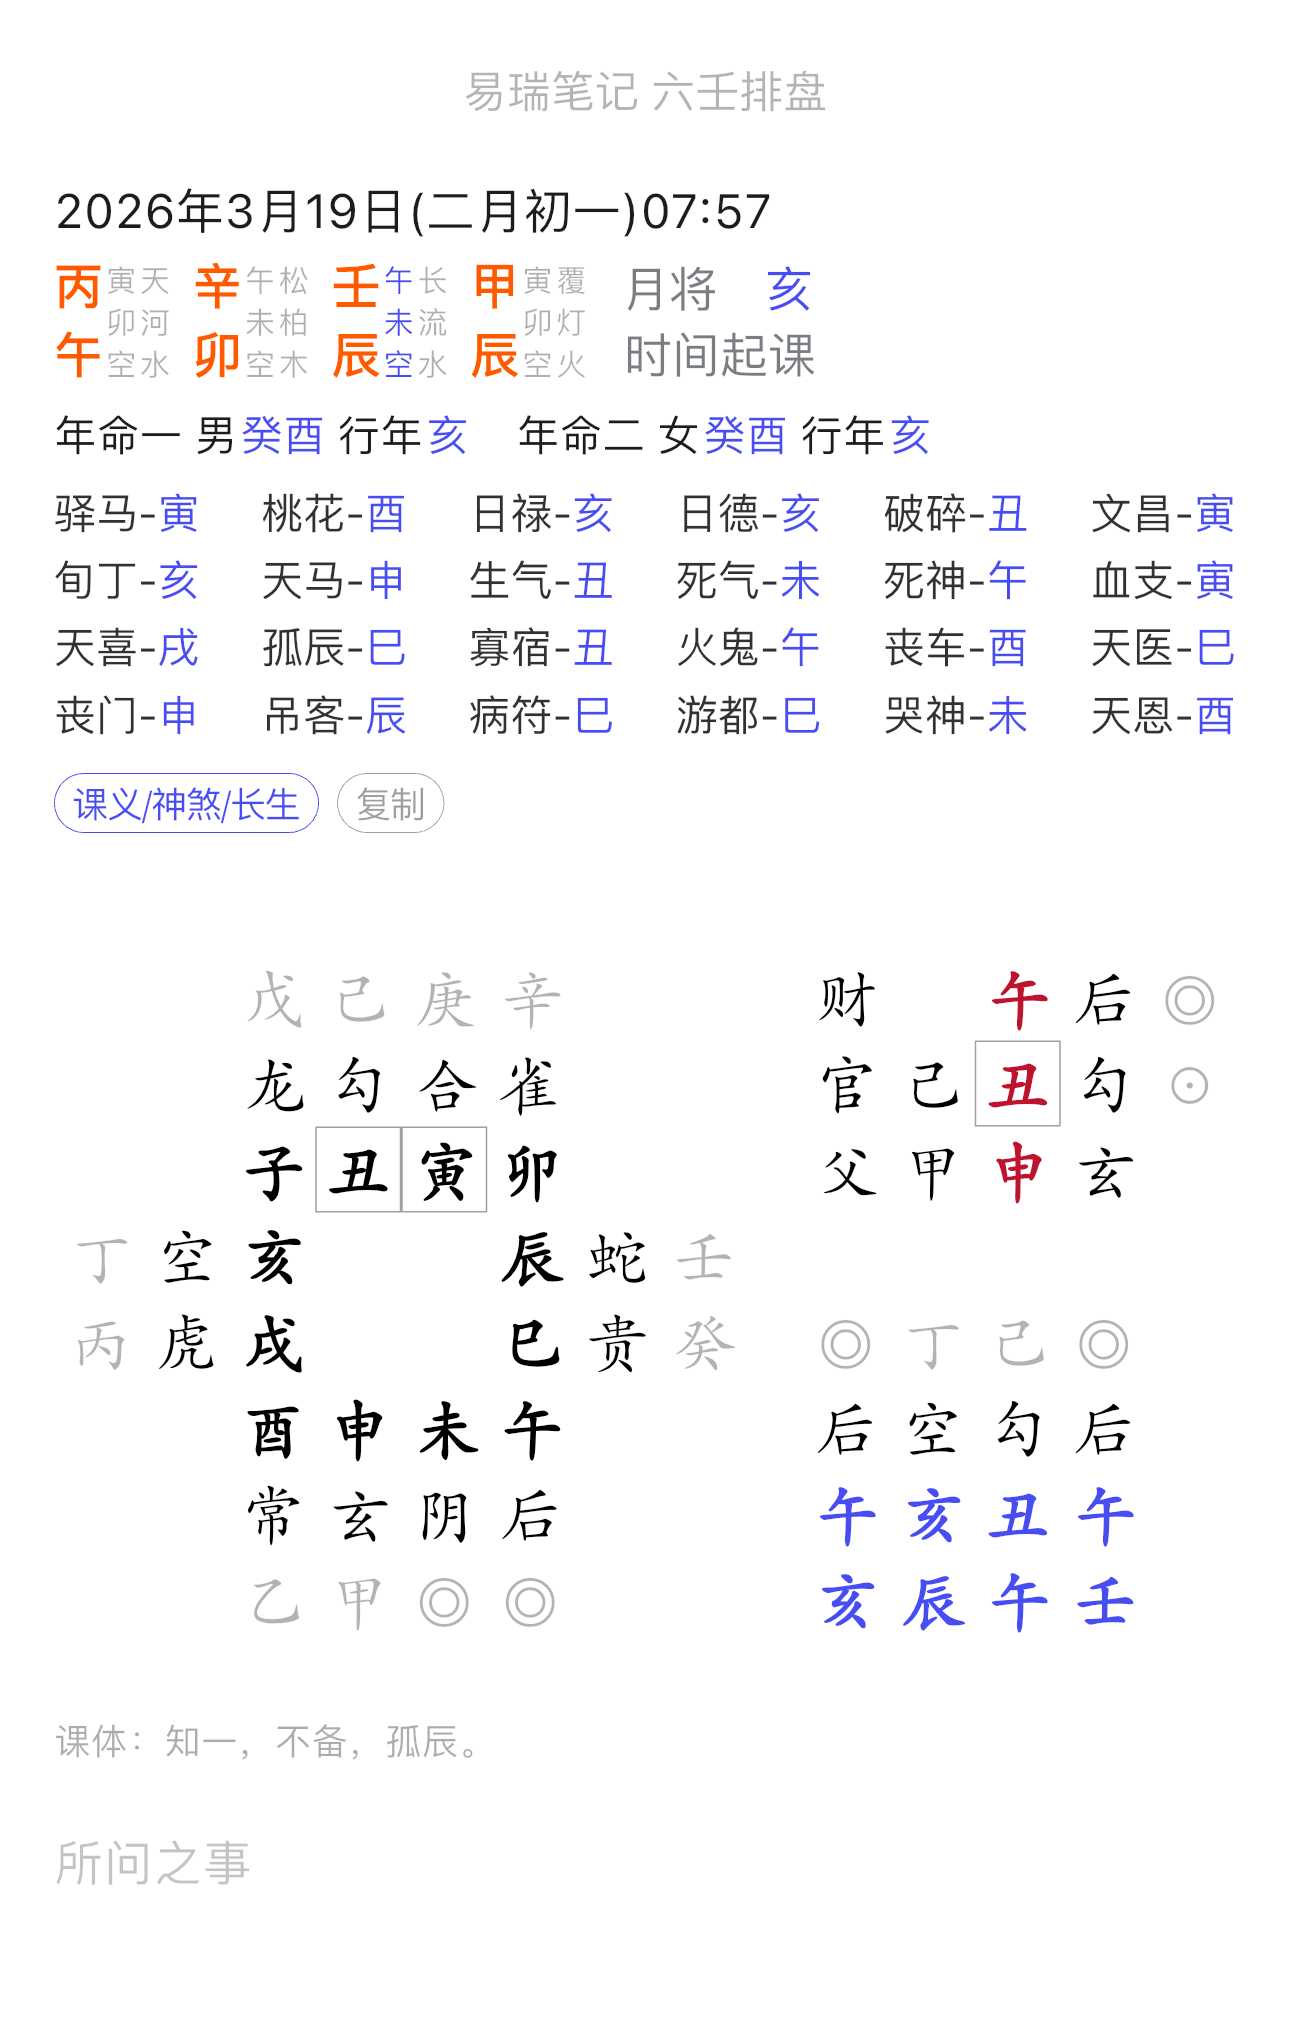 易瑞笔记 六壬排盘
2026年3月19日(二月初一)07:57
丙 寅天 辛 午松 壬 午长 甲 寅覆 月将 亥
卯河 未柏 未流 卯灯
午 空水 卯 空木 辰 空水 辰 空火 时间起课
年命一 男癸酉 行年亥 年命二 女癸酉 行年亥
驿马-寅 桃花-酉 日禄-亥 日德-亥 破碎-丑 文昌-寅
旬丁-亥 天马-申 生气-丑 死气-未 死神-午 血支-寅
天喜-戌 孤辰-巳 寡宿-丑 火鬼-午 丧车-酉 天医-巳
丧门-申 吊客-辰 病符-巳 游都-巳 哭神-未 天恩-酉
课义/神煞/长生 复制
戊 己 庚 辛 财 午 后 ◎
龙 勾 合 雀 官 己 丑 勾 ⊙
子 丑 寅 卯 父 甲 申 玄
丁 空 亥 辰 蛇 壬
丙 虎 戌 巳 贵 癸 ◎ 丁 己 ◎
酉 申 未 午 后 空 勾 后
常 玄 阴 后 午 亥 丑 午
乙 甲 ◎ ◎ 亥 辰 午 壬
课体：知一，不备，孤辰。
所问之事